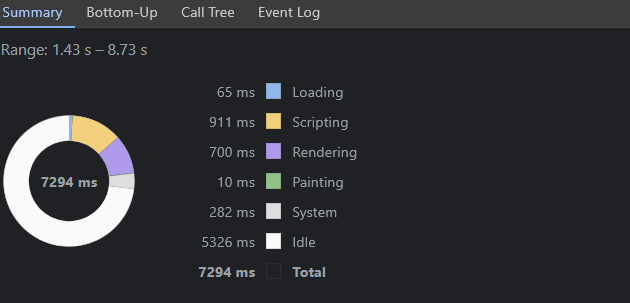 Summary Bottom-Up Call Tree Event Log
Range: 1.43 s – 8.73 s
65 ms Loading
911 ms Scripting
700 ms Rendering
7294 ms
10 ms Painting
282 ms System
5326 ms Idle
7294 ms Total